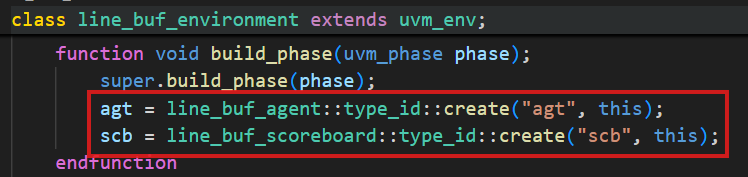 class line_buf_environment extends uvm_env;
function void build_phase(uvm_phase phase);
super.build_phase(phase);
agt = line_buf_agent::type_id::create("agt", this);
scb = line_buf_scoreboard::type_id::create("scb", this);
endfunction